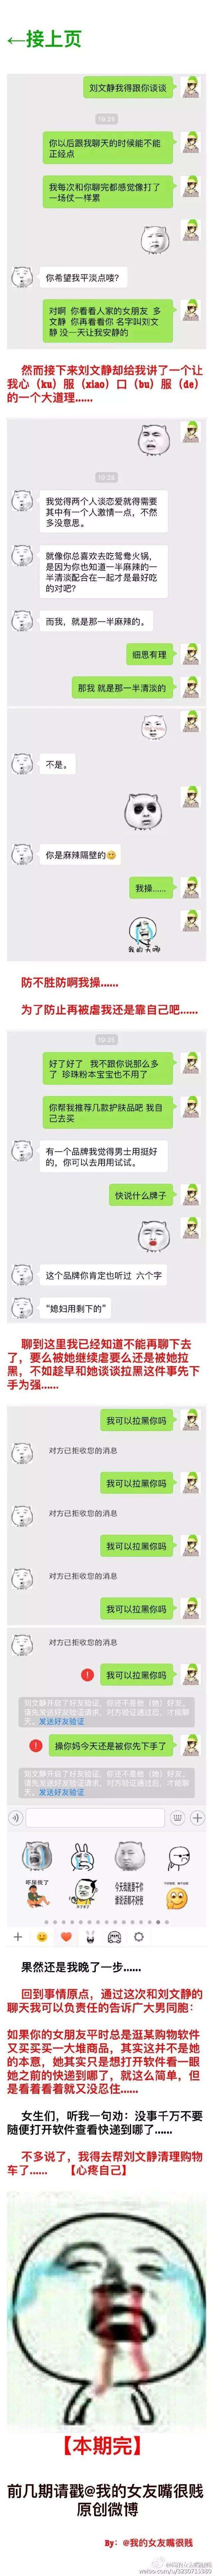 ←接上页
刘文静我得跟你谈谈
19:25
你以后跟我聊天的时候能不能
正经点
我每次和你聊完都感觉像打了
一场仗一样累
你希望我平淡点喽?
对啊 你看看人家的女朋友 多
文静 你再看看你 名字叫刘文
静 没一天让我安静的
然而接下来刘文静却给我讲了一个让
我心（ku）服（xiao）口（bu）服（de）
的一个大道理......
19:25
我觉得两个人谈恋爱就得需要
其中有一个人激情一点，不然
多没意思。
就像你总喜欢去吃鸳鸯火锅，
是因为你也知道一半麻辣的一
半清淡配合在一起才是最好吃
的对吧?
而我，就是那一半麻辣的。
细思有理
那我 就是那一半清淡的
不是。
你是麻辣隔壁的
我操......
我的天哪
防不胜防啊我操......
为了防止再被虐我还是靠自己吧......
19:25
好了好了 我不跟你说那么多
了 珍珠粉本宝宝也不用了
你帮我推荐几款护肤品吧 我自
己去买
有一个品牌我觉得男士用挺好
的，你可以去用用试试。
快说什么牌子
这个品牌你肯定也听过 六个字
“媳妇用剩下的”
聊到这里我已经知道不能再聊下去
了，要么被她继续虐要么还是被她拉
黑，不如趁早和她谈谈拉黑这件事先下
手为强......
我可以拉黑你吗
对方已拒收您的消息
我可以拉黑你吗
对方已拒收您的消息
我可以拉黑你吗
对方已拒收您的消息
我可以拉黑你吗
对方已拒收您的消息
我可以拉黑你吗
刘文静开启了好友验证，你还不是他（她）好友。
请先发送好友验证请求，对方验证通过后，才能聊
天。发送好友验证
操你妈今天还是被你先下手了
刘文静开启了好友验证，你还不是他（她）好友。
请先发送好友验证请求，对方验证通过后，才能聊
天。发送好友验证
果然还是我晚了一步......
回到事情原点，通过这次和刘文静的
聊天我可以负责任的告诉广大男同胞：
如果你的女朋友平时总是逛某购物软件
又买买买一大堆商品，其实这并不是她
的本意，她其实只是想打开软件看一眼
她之前的快递到哪了，就这么简单，但
是看着看着就又没忍住......
女生们，听我一句劝：没事千万不要
随便打开软件查看快递到哪了......
不多说了，我得去帮刘文静清理购物
车了...... 【心疼自己】
【本期完】
前几期请戳@我的女友嘴很贱
原创微博
By：@我的女友嘴很贱